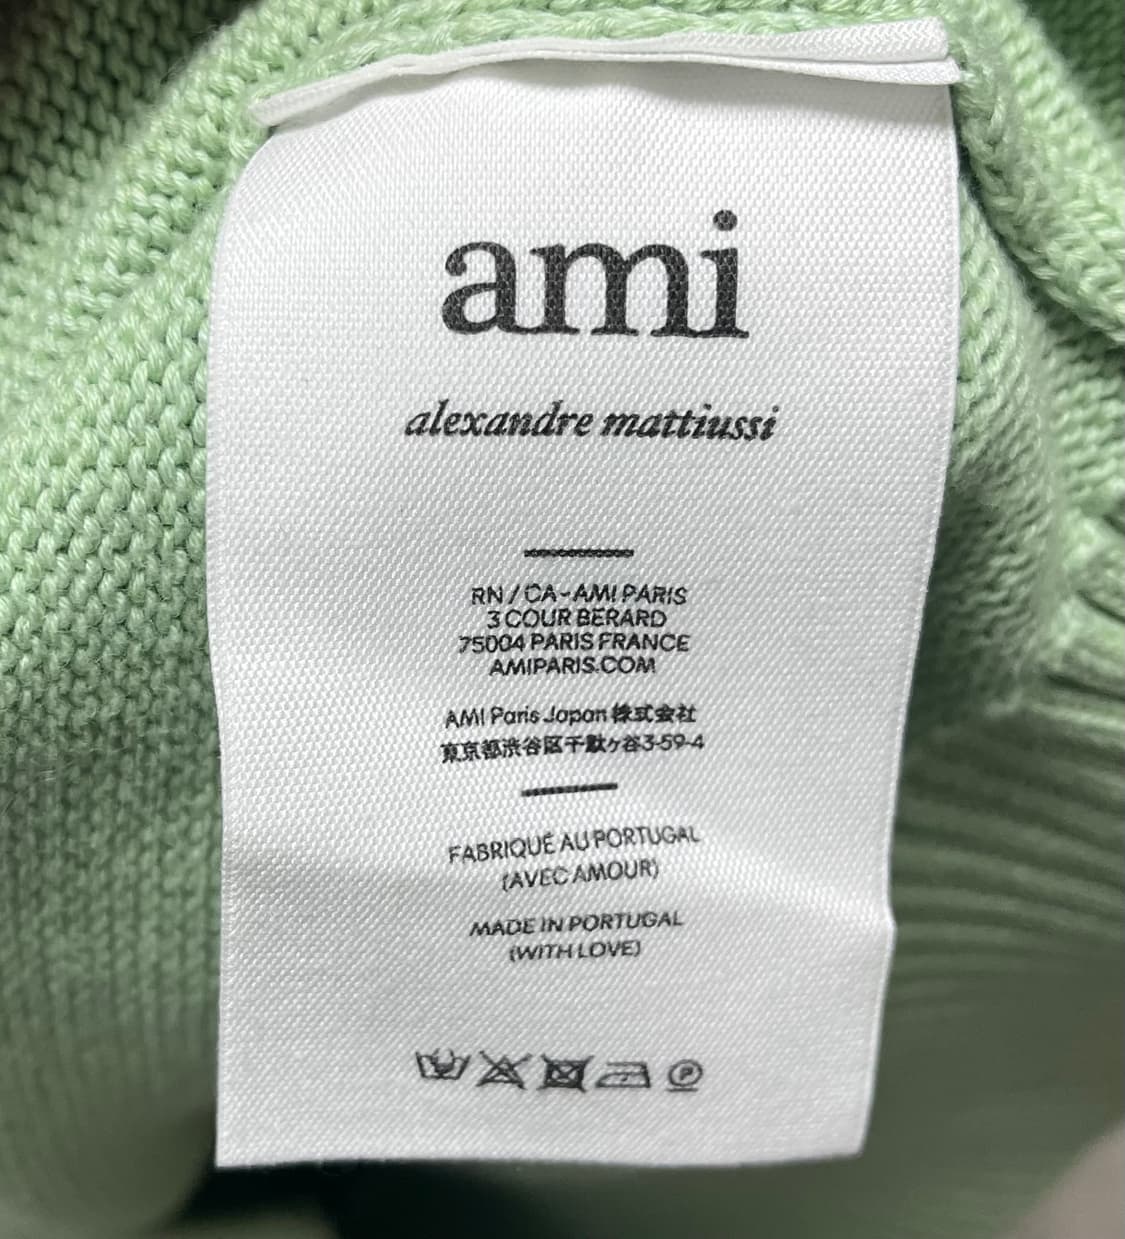 ami
alexandre mattiussi
RN / CA-AMI PARIS
3 COUR BERARD
75004 PARIS FRANCE
AMIPARIS.COM
AMI Paris Japan 株式会社
東京都渋谷区千駄ヶ谷3-59-4
FABRIQUÉ AU PORTUGAL
(AVEC AMOUR)
MADE IN PORTUGAL
(WITH LOVE)
P